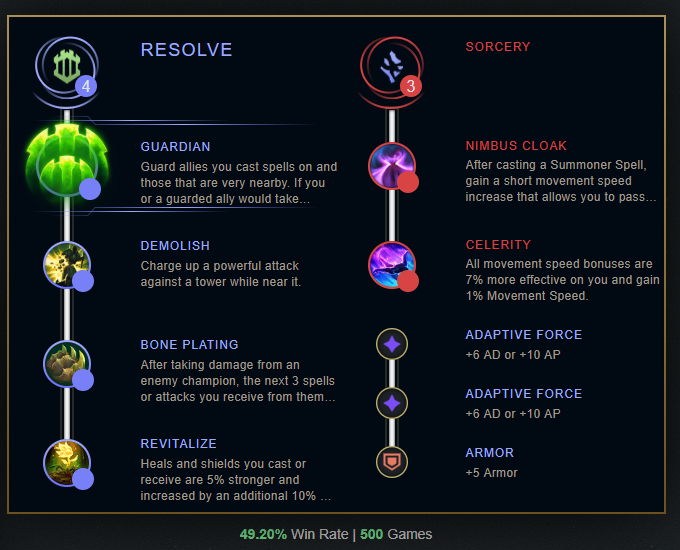 RESOLVE
4
GUARDIAN
Guard allies you cast spells on and
those that are very nearby. If you
or a guarded ally would take...
DEMOLISH
Charge up a powerful attack
against a tower while near it.
BONE PLATING
After taking damage from an
enemy champion, the next 3 spells
or attacks you receive from them...
REVITALIZE
Heals and shields you cast or
receive are 5% stronger and
increased by an additional 10% ...
SORCERY
3
NIMBUS CLOAK
After casting a Summoner Spell,
gain a short movement speed
increase that allows you to pass...
CELERITY
All movement speed bonuses are
7% more effective on you and gain
1% Movement Speed.
ADAPTIVE FORCE
+6 AD or +10 AP
ADAPTIVE FORCE
+6 AD or +10 AP
ARMOR
+5 Armor
49.20% Win Rate | 500 Games